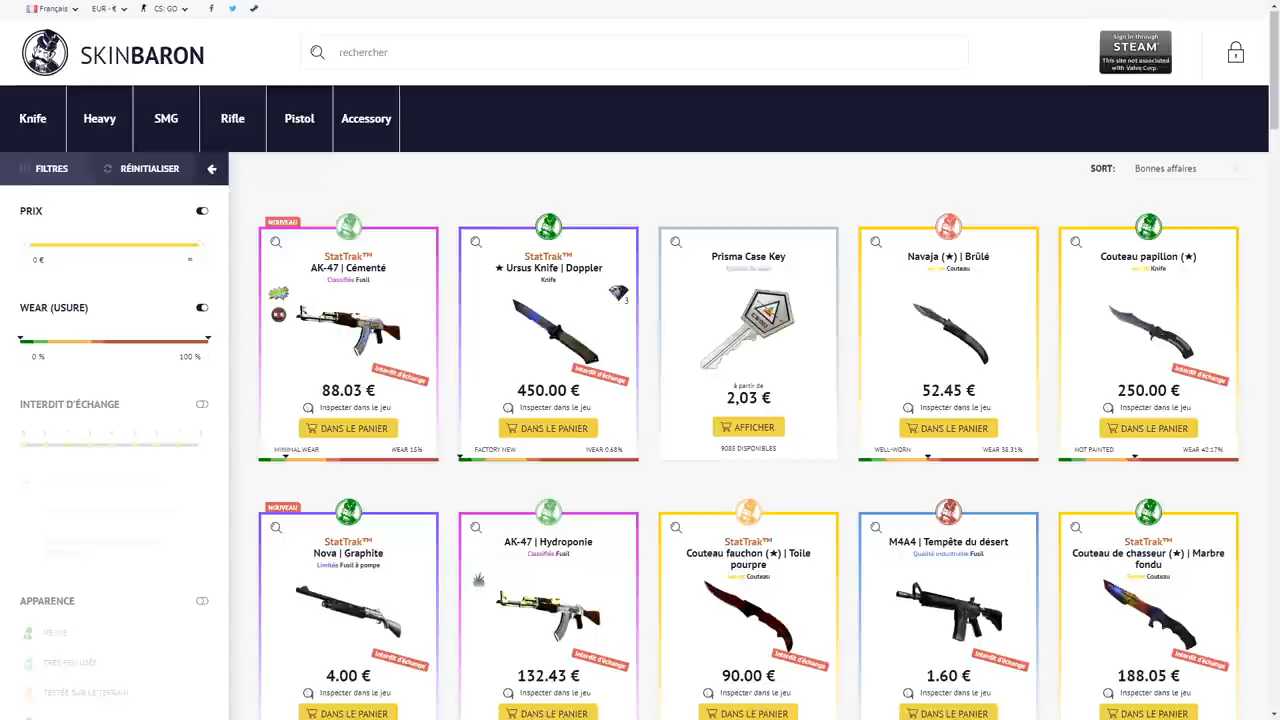 Français
EUR - €
CS: GO
SKINBARON
rechercher
Sign in through
STEAM
This site not associated
with Valve Corp.
Knife
Heavy
SMG
Rifle
Pistol
Accessory
FILTRES
RÉINITIALISER
SORT:
Bonnes affaires
PRIX
0 €
∞
WEAR (USURE)
0 %
100 %
INTERDIT D'ÉCHANGE
APPARENCE
NEUVE
TRÈS PEU USÉE
TESTÉE SUR LE TERRAIN
NOUVEAU
StatTrak™
AK-47 | Cémenté
Classifiée Fusil
Interdit d'échange
88.03 €
Inspecter dans le jeu
DANS LE PANIER
MINIMAL WEAR
WEAR 15%
StatTrak™
★ Ursus Knife | Doppler
Knife
3
Interdit d'échange
450.00 €
Inspecter dans le jeu
DANS LE PANIER
FACTORY NEW
WEAR 0.68%
Prisma Case Key
CS:GO
à partir de
2,03 €
AFFICHER
9085 DISPONIBLES
Navaja (★) | Brûlé
Couteau
52.45 €
Inspecter dans le jeu
DANS LE PANIER
WELL-WORN
WEAR 38.31%
Couteau papillon (★)
Knife
Interdit d'échange
250.00 €
Inspecter dans le jeu
DANS LE PANIER
NOT PAINTED
WEAR 42.17%
NOUVEAU
StatTrak™
Nova | Graphite
Limitée Fusil à pompe
Interdit d'échange
4.00 €
Inspecter dans le jeu
DANS LE PANIER
AK-47 | Hydroponie
Classifiée Fusil
Interdit d'échange
132.43 €
Inspecter dans le jeu
DANS LE PANIER
StatTrak™
Couteau fauchon (★) | Toile
pourpre
Couteau
Interdit d'échange
90.00 €
Inspecter dans le jeu
DANS LE PANIER
M4A4 | Tempête du désert
Qualité industrielle Fusil
Interdit d'échange
1.60 €
Inspecter dans le jeu
DANS LE PANIER
StatTrak™
Couteau de chasseur (★) | Marbre
fondu
Couteau
Interdit d'échange
188.05 €
Inspecter dans le jeu
DANS LE PANIER